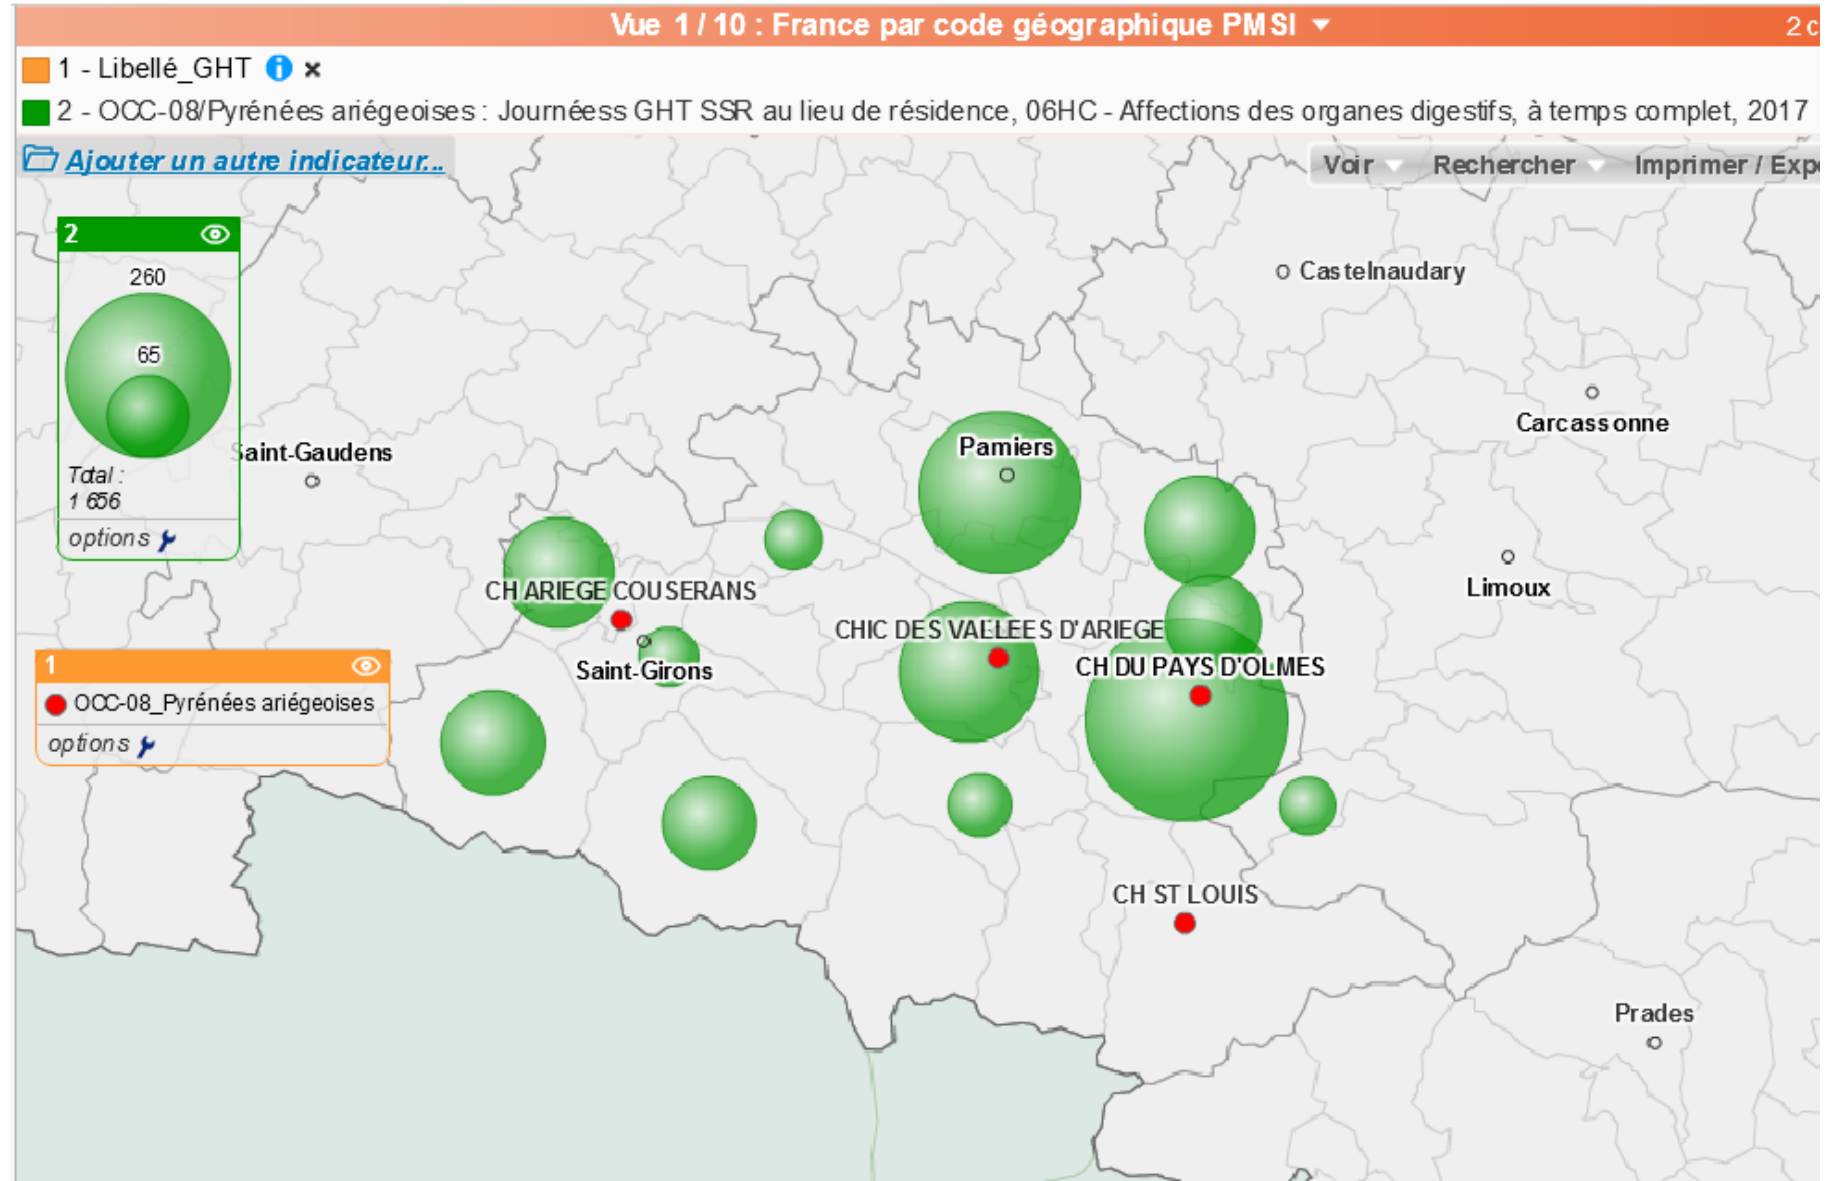 Vue 1 / 10 : France par code géographique PMSI
2 c
1 - Libellé_GHT
2 - OCC-08/Pyrénées ariégeoises : Journéess GHT SSR au lieu de résidence, 06HC - Affections des organes digestifs, à temps complet, 2017
Ajouter un autre indicateur...
Voir
Rechercher
Imprimer / Expo
2
260
65
Total :
1 656
options
Castelnaudary
Carcassonne
aint-Gaudens
Pamiers
Limoux
CH ARIEGE COUSERANS
CHIC DES VALLEES D'ARIEGE
Saint-Girons
CH DU PAYS D'OLMES
1
OCC-08_Pyrénées ariégeoises
options
CH ST LOUIS
Prades